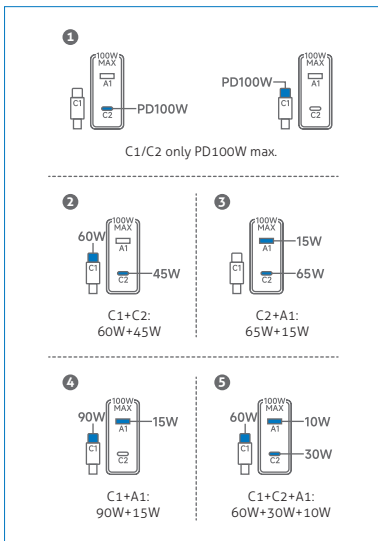 1
100W
MAX
A1
C1
C2
PD100W
PD100W
100W
MAX
A1
C1
C2
C1/C2 only PD100W max.
2
100W
MAX
60W
A1
C1
C2
45W
C1+C2:
60W+45W
3
100W
MAX
15W
A1
C1
C2
65W
C2+A1:
65W+15W
4
100W
MAX
90W
15W
A1
C1
C2
C1+A1:
90W+15W
5
100W
MAX
60W
10W
A1
C1
C2
30W
C1+C2+A1:
60W+30W+10W